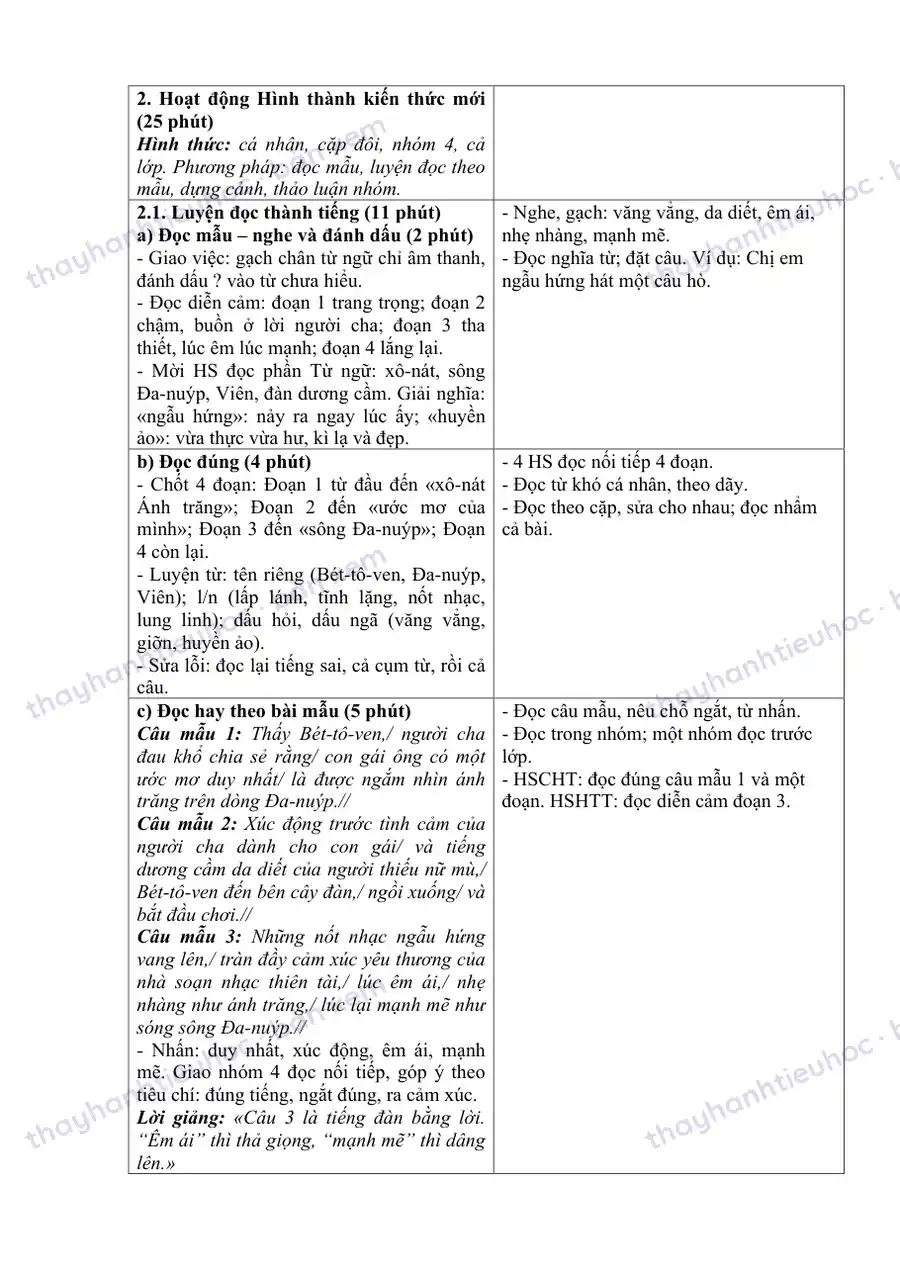 2. Hoạt động Hình thành kiến thức mới
(25 phút)
Hình thức: cá nhân, cặp đôi, nhóm 4, cả
lớp. Phương pháp: đọc mẫu, luyện đọc theo
mẫu, dựng cảnh, thảo luận nhóm.
2.1. Luyện đọc thành tiếng (11 phút)
a) Đọc mẫu – nghe và đánh dấu (2 phút)
- Giao việc: gạch chân từ ngữ chỉ âm thanh,
đánh dấu ? vào từ chưa hiểu.
- Đọc diễn cảm: đoạn 1 trang trọng; đoạn 2
chậm, buồn ở lời người cha; đoạn 3 tha
thiết, lúc êm lúc mạnh; đoạn 4 lắng lại.
- Mời HS đọc phần Từ ngữ: xô-nát, sông
Đa-nuýp, Viên, đàn dương cầm. Giải nghĩa:
«ngẫu hứng»: nảy ra ngay lúc ấy; «huyền
ảo»: vừa thực vừa hư, kì lạ và đẹp.
- Nghe, gạch: văng vẳng, da diết, êm ái,
nhẹ nhàng, mạnh mẽ.
- Đọc nghĩa từ; đặt câu. Ví dụ: Chị em
ngẫu hứng hát một câu hò.
b) Đọc đúng (4 phút)
- Chốt 4 đoạn: Đoạn 1 từ đầu đến «xô-nát
Ánh trăng»; Đoạn 2 đến «ước mơ của
mình»; Đoạn 3 đến «sông Đa-nuýp»; Đoạn
4 còn lại.
- Luyện từ: tên riêng (Bét-tô-ven, Đa-nuýp,
Viên); l/n (lấp lánh, tĩnh lặng, nốt nhạc,
lung linh); dấu hỏi, dấu ngã (văng vẳng,
giỡn, huyền ảo).
- Sửa lỗi: đọc lại tiếng sai, cả cụm từ, rồi cả
câu.
- 4 HS đọc nối tiếp 4 đoạn.
- Đọc từ khó cá nhân, theo dãy.
- Đọc theo cặp, sửa cho nhau; đọc nhẩm
cả bài.
c) Đọc hay theo bài mẫu (5 phút)
Câu mẫu 1: Thấy Bét-tô-ven,/ người cha
đau khổ chia sẻ rằng/ con gái ông có một
ước mơ duy nhất/ là được ngắm nhìn ánh
trăng trên dòng Đa-nuýp.//
Câu mẫu 2: Xúc động trước tình cảm của
người cha dành cho con gái/ và tiếng
dương cầm da diết của người thiếu nữ mù,/
Bét-tô-ven đến bên cây đàn,/ ngồi xuống/ và
bắt đầu chơi.//
Câu mẫu 3: Những nốt nhạc ngẫu hứng
vang lên,/ tràn đầy cảm xúc yêu thương của
nhà soạn nhạc thiên tài,/ lúc êm ái,/ nhẹ
nhàng như ánh trăng,/ lúc lại mạnh mẽ như
sóng sông Đa-nuýp.//
- Nhấn: duy nhất, xúc động, êm ái, mạnh
mẽ. Giao nhóm 4 đọc nối tiếp, góp ý theo
tiêu chí: đúng tiếng, ngắt đúng, ra cảm xúc.
Lời giảng: «Câu 3 là tiếng đàn bằng lời.
“Êm ái” thì thả giọng, “mạnh mẽ” thì dâng
lên.»
- Đọc câu mẫu, nêu chỗ ngắt, từ nhấn.
- Đọc trong nhóm; một nhóm đọc trước
lớp.
- HSCHT: đọc đúng câu mẫu 1 và một
đoạn. HSHTT: đọc diễn cảm đoạn 3.
thayhanhtieuhoc · bản xem
thayhanhtieuhoc · b
thayhanhtieuhoc · bản xem
thayhanhtieuhoc · b
thayhanhtieuhoc · bản xem
thayhanhtieuhoc · b